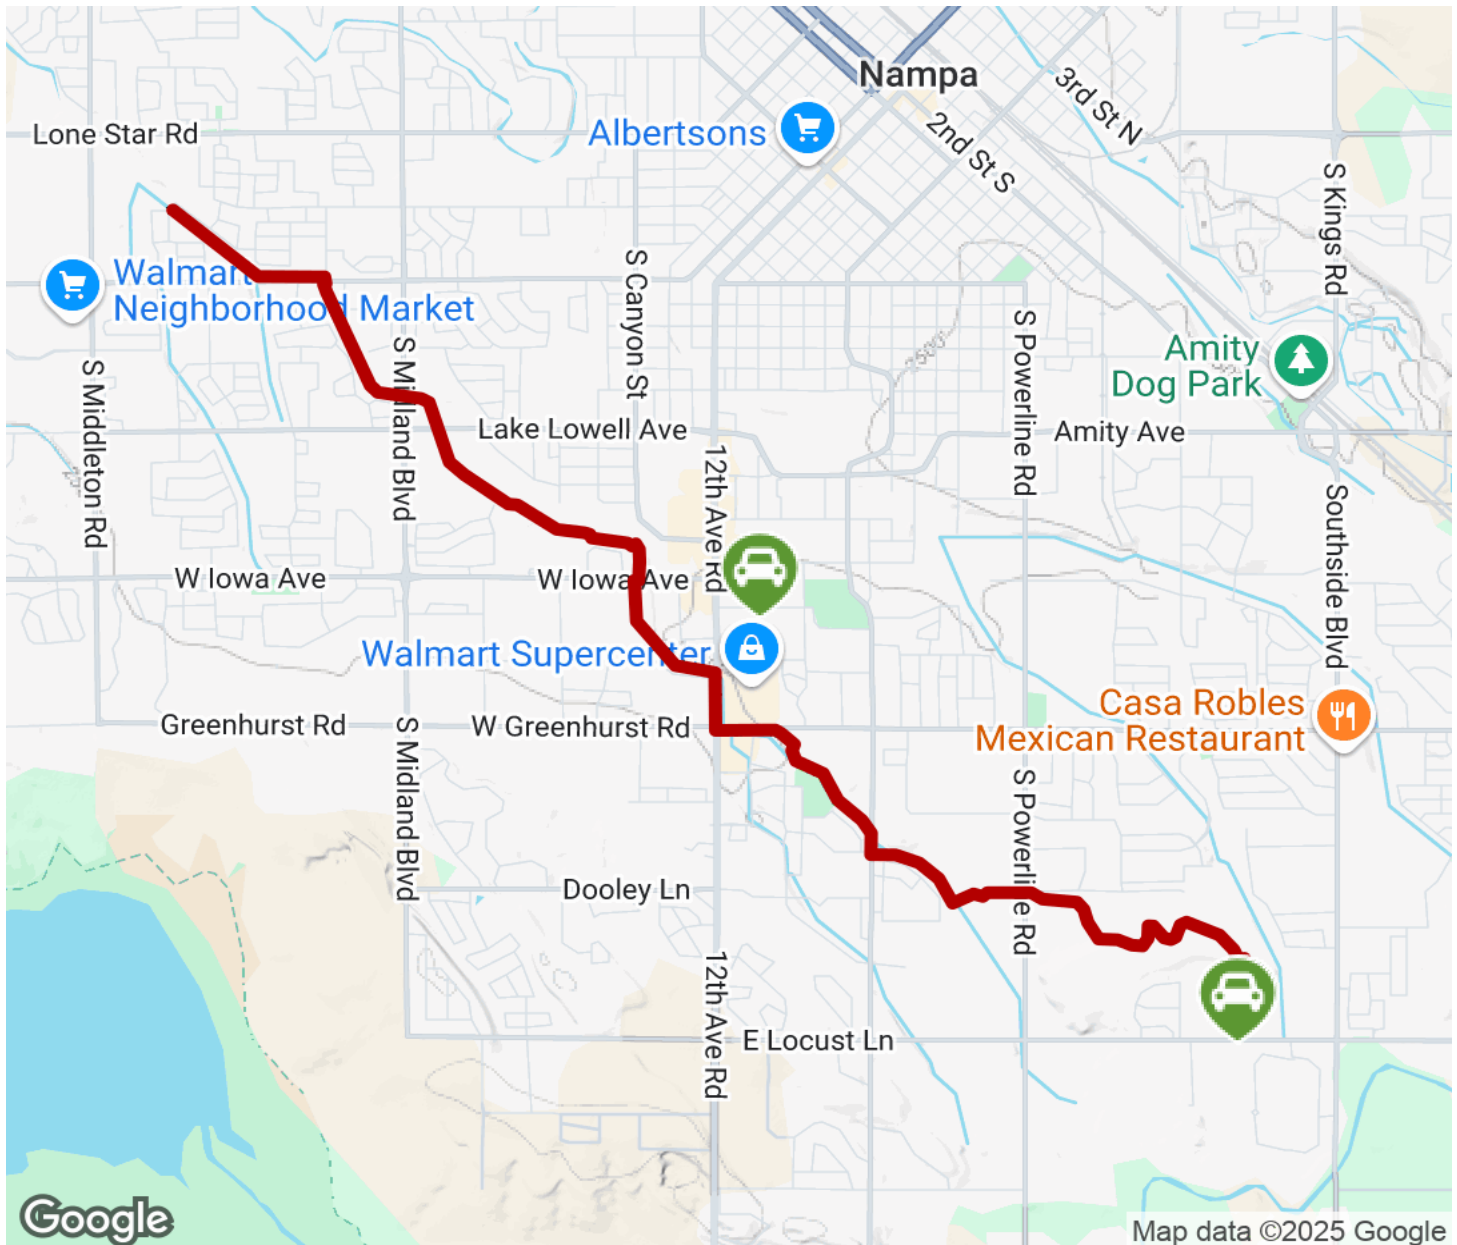 Nampa
3rd St N
Lone Star Rd
Albertsons
2nd St S
S Kings Rd
Walmart
Neighborhood Market
S Canyon St
S Middleton Rd
S Midland Blvd
S Powerline Rd
2500
Amity
Dog Park
Lake Lowell Ave
Amity Ave
12th Ave Rd
Southside Blvd
W Iowa Ave
W Iowa Ave
Walmart Supercenter
Casa Robles
Mexican Restaurant
Greenhurst Rd
W Greenhurst Rd
S Midland Blvd
S Powerline Rd
Dooley Ln
12th Ave Rd
E Locust Ln
Google
Map data ©2025 Google